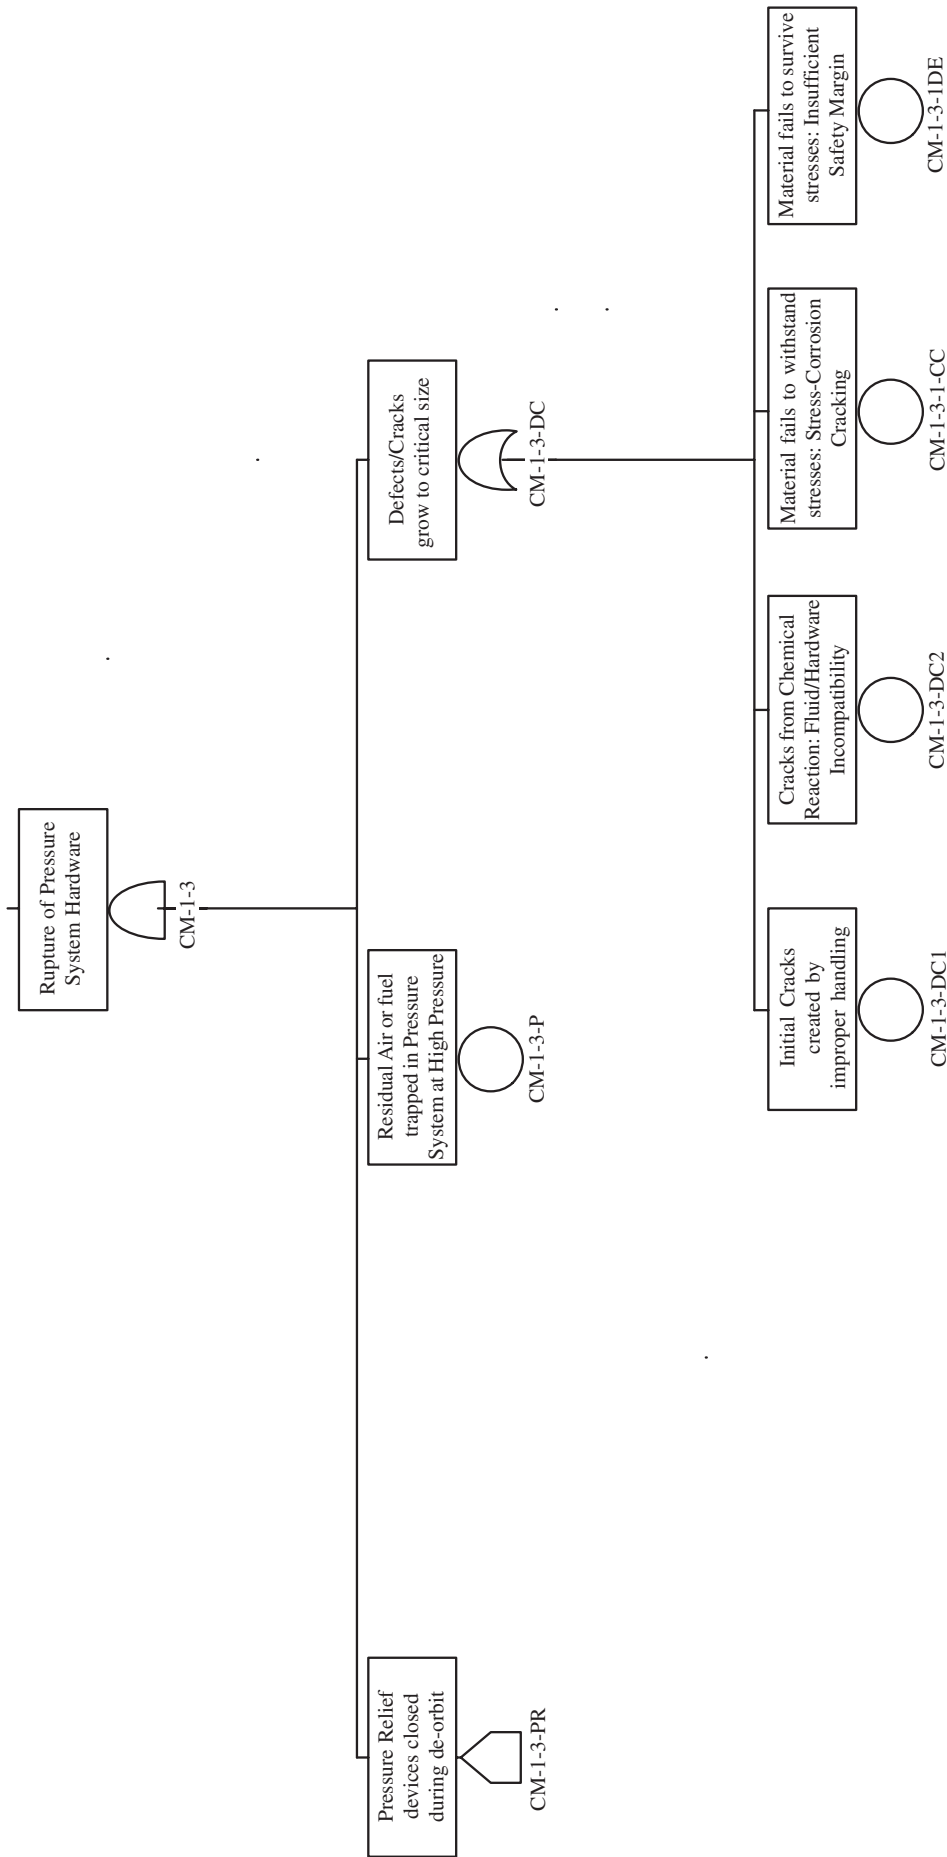 Rupture of Pressure
System Hardware
CM-1-3
Pressure Relief
devices closed
during de-orbit
CM-1-3-PR
Residual Air or fuel
trapped in Pressure
System at High Pressure
CM-1-3-P
Defects/Cracks
grow to critical size
CM-1-3-DC
Initial Cracks
created by
improper handling
CM-1-3-DC1
Cracks from Chemical
Reaction: Fluid/Hardware
Incompatibility
CM-1-3-DC2
Material fails to withstand
stresses: Stress-Corrosion
Cracking
CM-1-3-1-CC
Material fails to survive
stresses: Insufficient
Safety Margin
CM-1-3-1DE